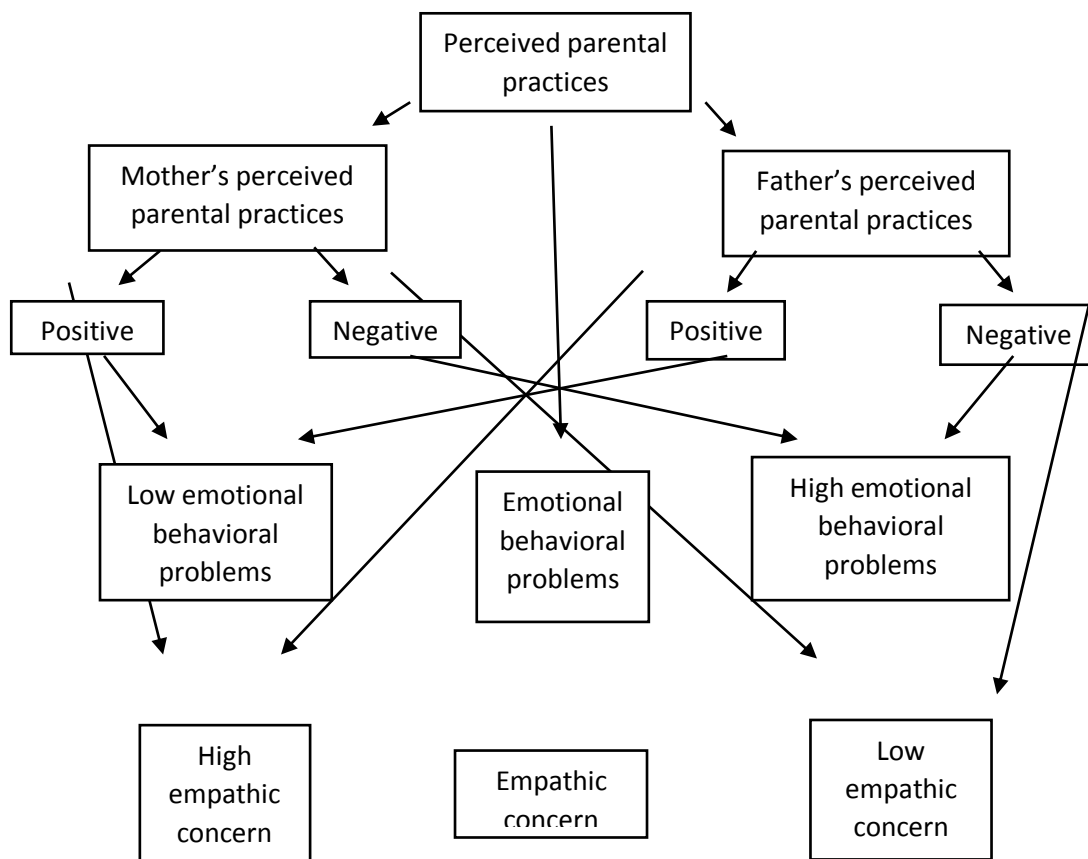 Perceived parental
practices
Mother’s perceived
parental practices
Father’s perceived
parental practices
Positive
Negative
Positive
Negative
Low emotional
behavioral
problems
Emotional
behavioral
problems
High emotional
behavioral
problems
High
empathic
concern
Empathic
concern
Low
empathic
concern